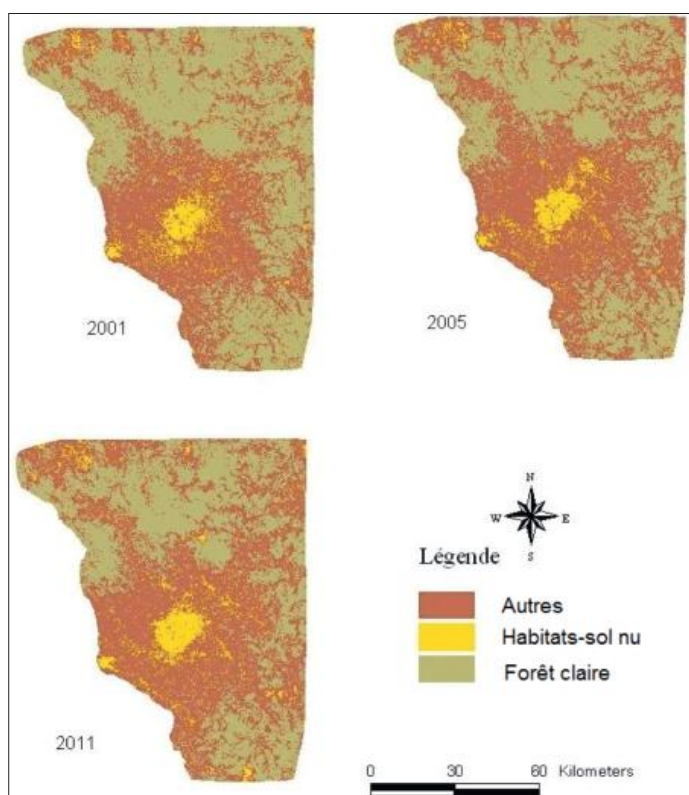 2001
2005
2011
N
W E
S
Légende
Autres
Habitats-sol nu
Forêt claire
0 30 60 Kilometers